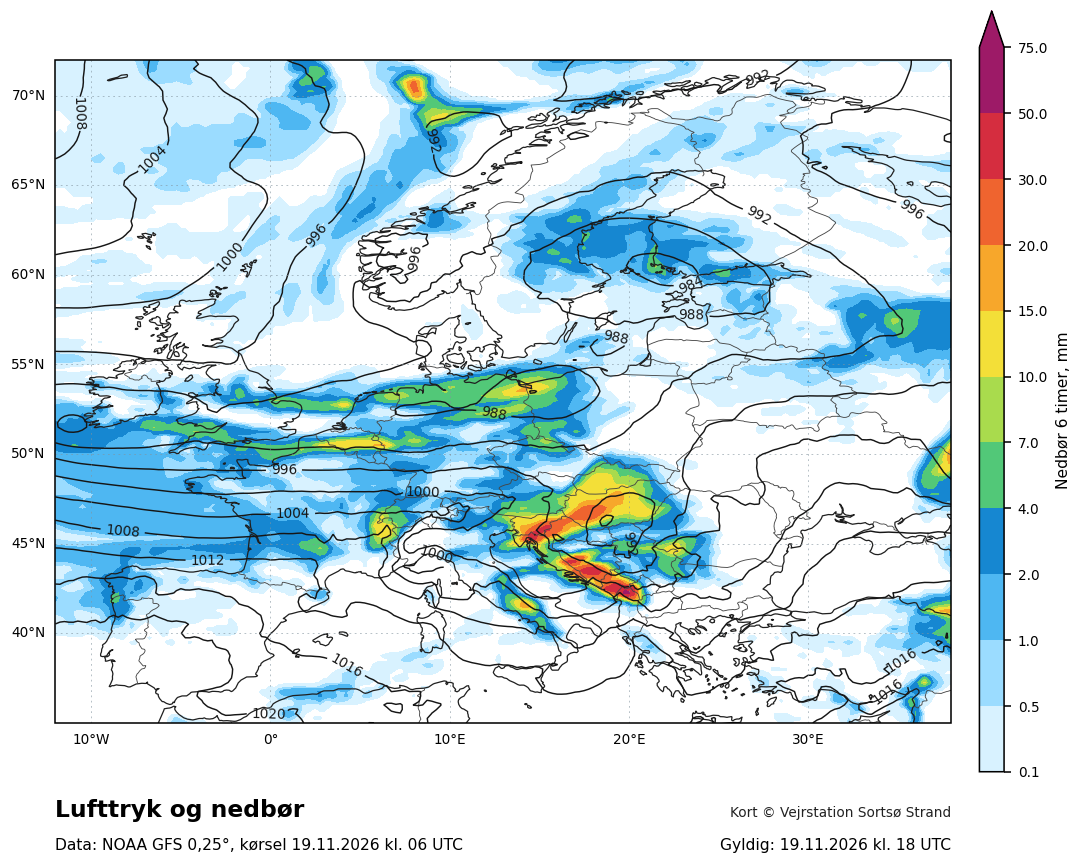 75.0
50.0
30.0
20.0
15.0
10.0
7.0
4.0
2.0
1.0
0.5
0.1
Nedbør 6 timer, mm
70°N
65°N
60°N
55°N
50°N
45°N
40°N
10°W
0°
10°E
20°E
30°E
1008
1004
1000
996
992
992
996
992
996
984
988
988
988
996
1000
1004
1008
1012
1000
992
1016
1020
1016
1016
Lufttryk og nedbør
Kort © Vejrstation Sortsø Strand
Data: NOAA GFS 0,25°, kørsel 19.11.2026 kl. 06 UTC
Gyldig: 19.11.2026 kl. 18 UTC